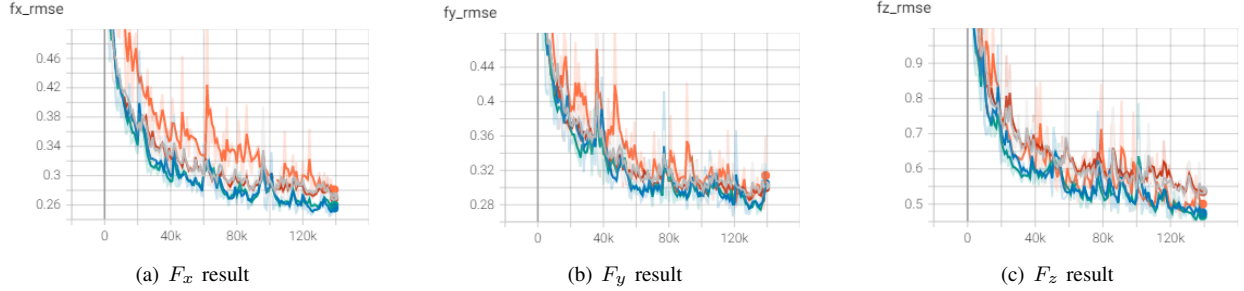 fx_rmse
0.46
0.42
0.38
0.34
0.3
0.26
0 40k 80k 120k
(a) Fx result
fy_rmse
0.44
0.4
0.36
0.32
0.28
0 40k 80k 120k
(b) Fy result
fz_rmse
0.9
0.8
0.7
0.6
0.5
0 40k 80k 120k
(c) Fz result